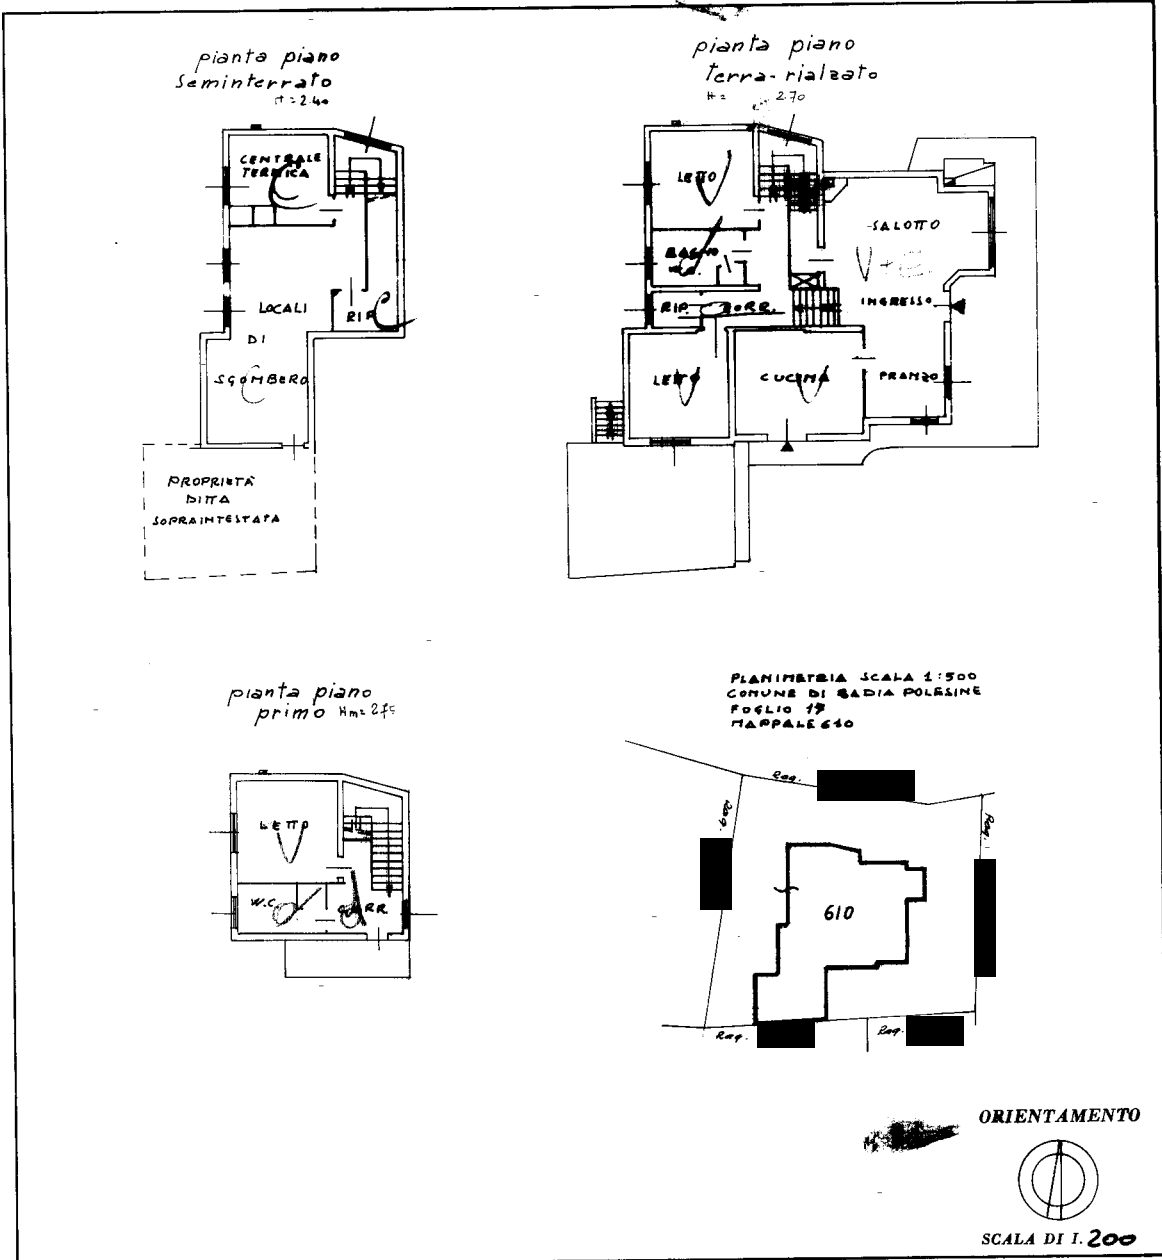 pianta piano
Seminterrato
H=2.40
CENTRALE
TERMICA
LOCALI
RIP.
DI
SGOMBERO
PROPRIETÀ
DITTA
SOPRAINTESTATA
pianta piano
terra-rialzato
H= 2.70
LETTO
SALOTTO
BAGNO
INGRESSO
RIP. CORR.
LETTO
CUCINA
PRANZO
pianta piano
primo Hm=
LETTO
W.C.
CORR.
PLANIMETRIA SCALA 1:500
COMUNE DI BADIA POLESINE
FOGLIO
MAPPALE 610
Rag.
Rag.
Rag.
610
Rag.
Rag.
ORIENTAMENTO
SCALA DI 1. 200